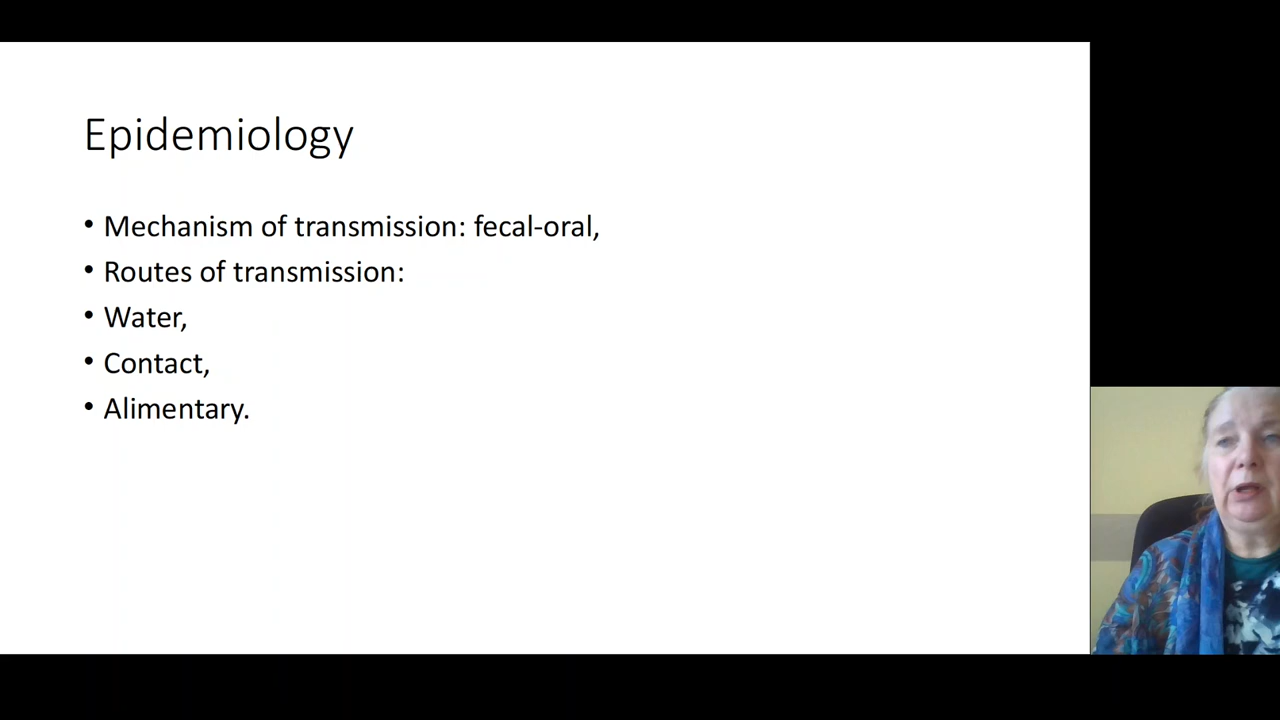 Epidemiology
• Mechanism of transmission: fecal-oral,
• Routes of transmission:
• Water,
• Contact,
• Alimentary.